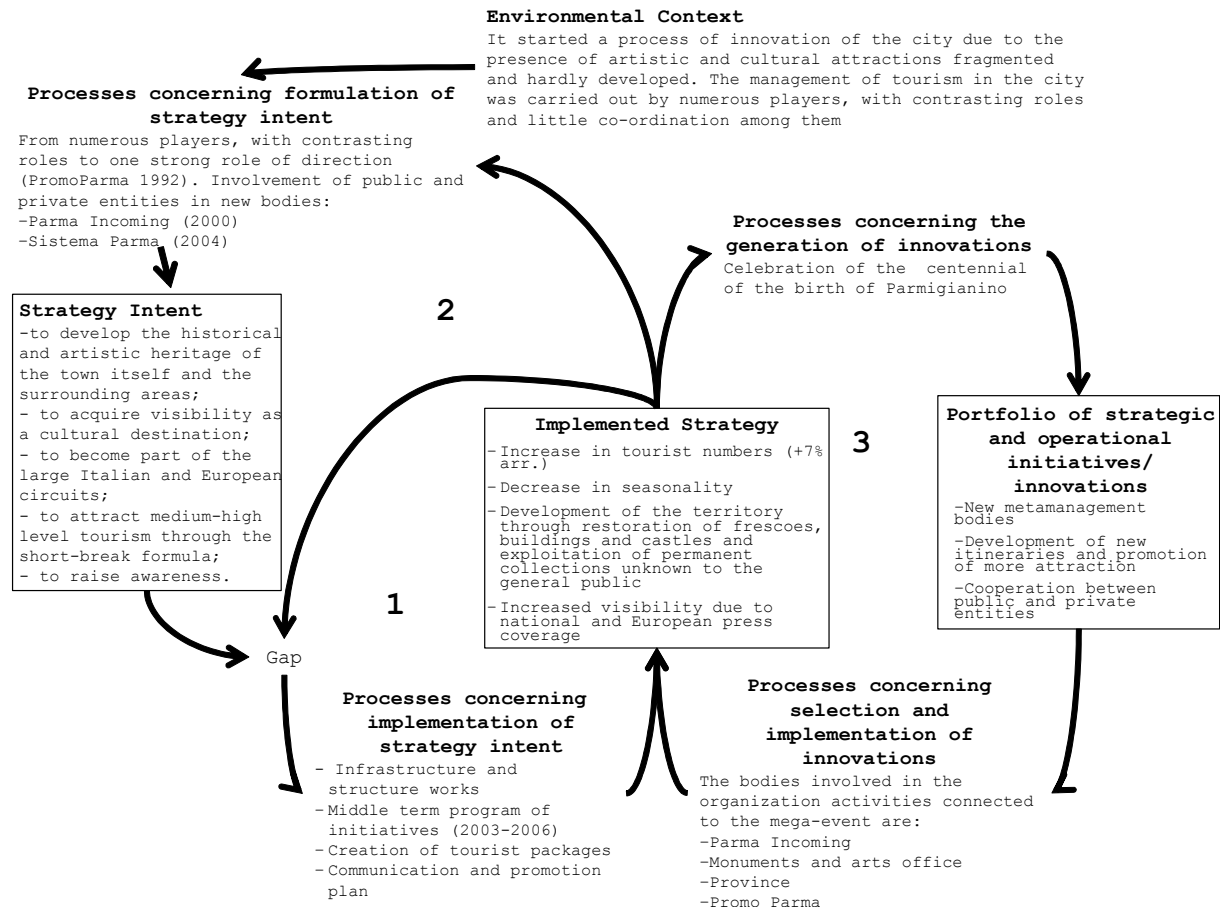 Environmental Context
It started a process of innovation of the city due to the
presence of artistic and cultural attractions fragmented
and hardly developed. The management of tourism in the city
was carried out by numerous players, with contrasting roles
and little co-ordination among them
Processes concerning formulation of
strategy intent
From numerous players, with contrasting
roles to one strong role of direction
(PromoParma 1992). Involvement of public and
private entities in new bodies:
-Parma Incoming (2000)
-Sistema Parma (2004)
Processes concerning the
generation of innovations
Celebration of the centennial
of the birth of Parmigianino
Strategy Intent
-to develop the historical
and artistic heritage of
the town itself and the
surrounding areas;
- to acquire visibility as
a cultural destination;
- to become part of the
large Italian and European
circuits;
- to attract medium-high
level tourism through the
short-break formula;
- to raise awareness.
2
Implemented Strategy
- Increase in tourist numbers (+7%
arr.)
- Decrease in seasonality
- Development of the territory
through restoration of frescoes,
buildings and castles and
exploitation of permanent
collections unknown to the
general public
- Increased visibility due to
national and European press
coverage
3
Portfolio of strategic
and operational
initiatives/
innovations
-New metamanagement
bodies
-Development of new
itineraries and promotion
of more attraction
-Cooperation between
public and private
entities
1
Gap
Processes concerning
implementation of
strategy intent
- Infrastructure and
structure works
- Middle term program of
initiatives (2003-2006)
- Creation of tourist packages
- Communication and promotion
plan
Processes concerning
selection and
implementation of
innovations
The bodies involved in the
organization activities connected
to the mega-event are:
-Parma Incoming
-Monuments and arts office
-Province
-Promo Parma